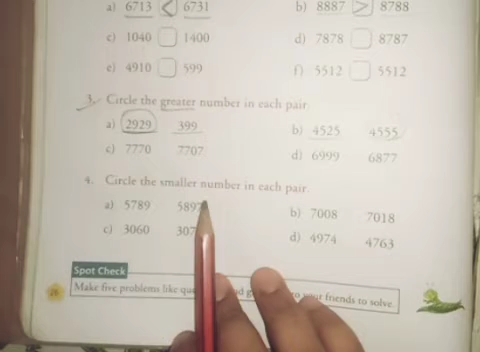 a) 6713 < 6731 b) 8887 > 8788
c) 1040 1400 d) 7878 8787
e) 4910 599 f) 5512 5512
3. Circle the greater number in each pair.
a) 2929 399 b) 4525 4555
c) 7770 7707 d) 6999 6877
4. Circle the smaller number in each pair.
a) 5789 b) 7008 7018
c) 3060 d) 4974 4763
Spot Check
Make five problems like your friends to solve.